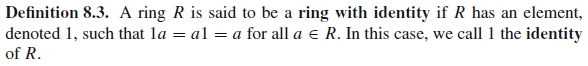 Definition 8.3. A ring R is said to be a ring with identity if R has an element,
denoted 1, such that 1a = a1 = a for all a ϵ R. In this case, we call 1 the identity
of R.